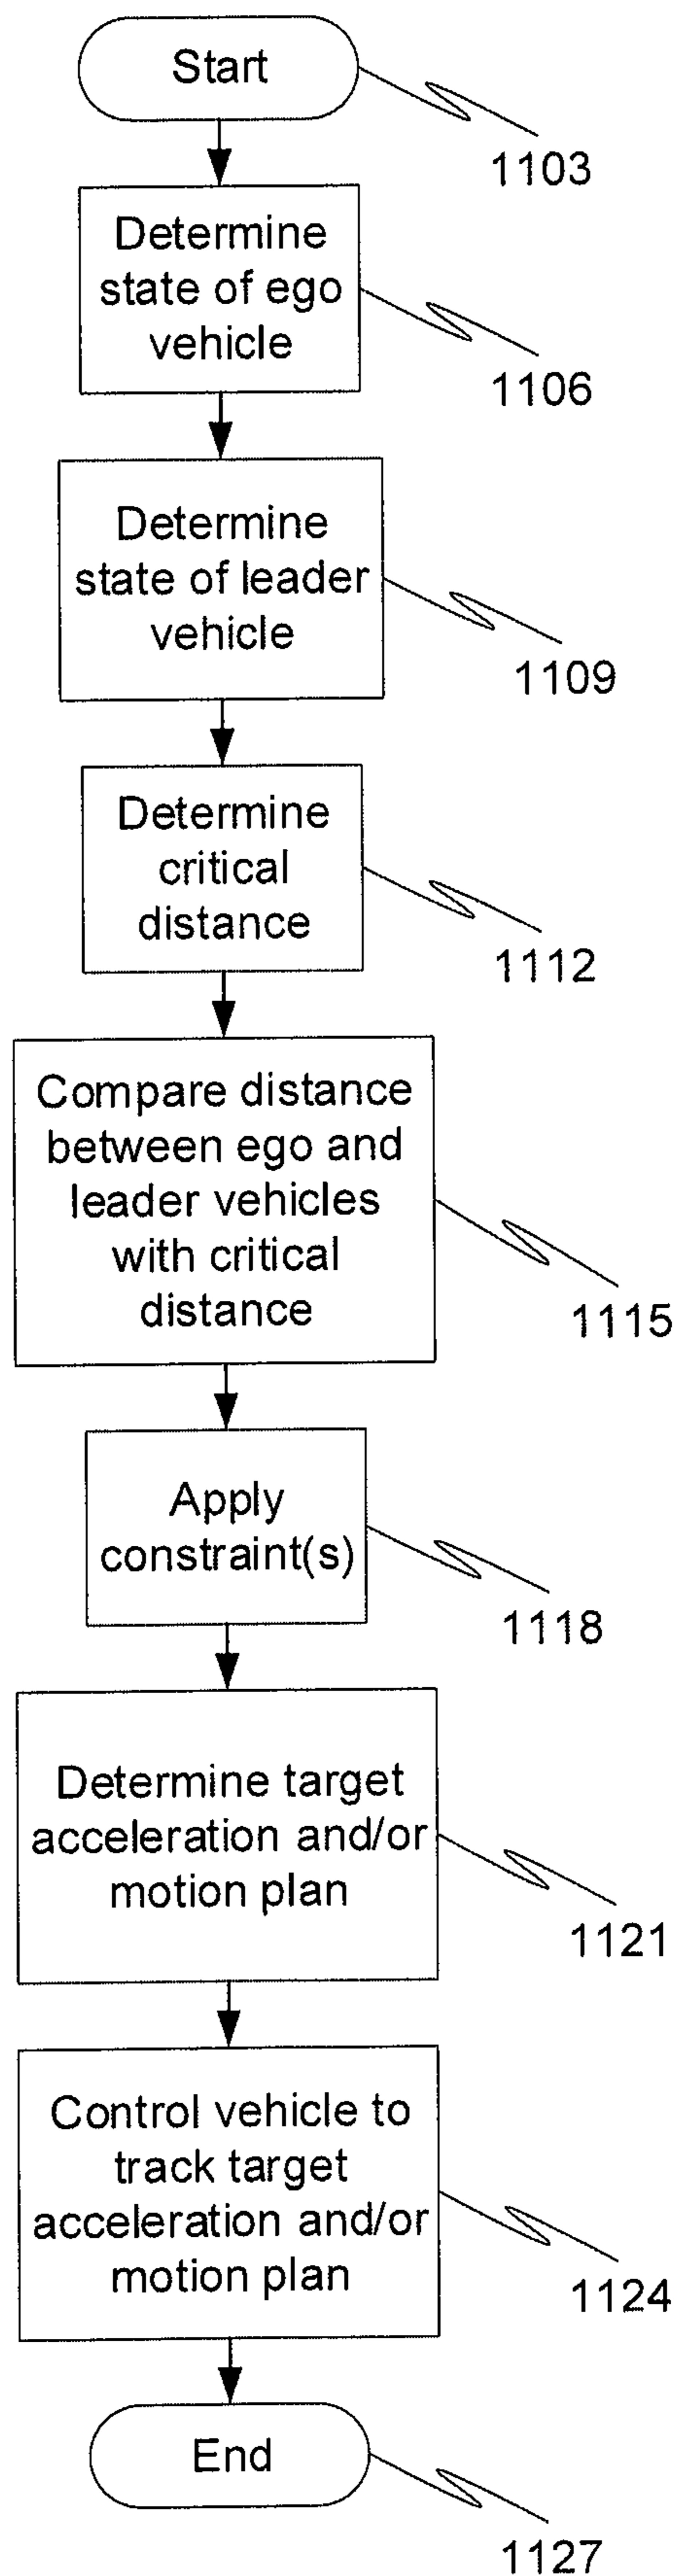 Start
1103
Determine
state of ego
vehicle
1106
Determine
state of leader
vehicle
1109
Determine
critical
distance
1112
Compare distance
between ego and
leader vehicles
with critical
distance
1115
Apply
constraint(s)
1118
Determine target
acceleration and/or
motion plan
1121
Control vehicle to
track target
acceleration and/or
motion plan
1124
End
1127